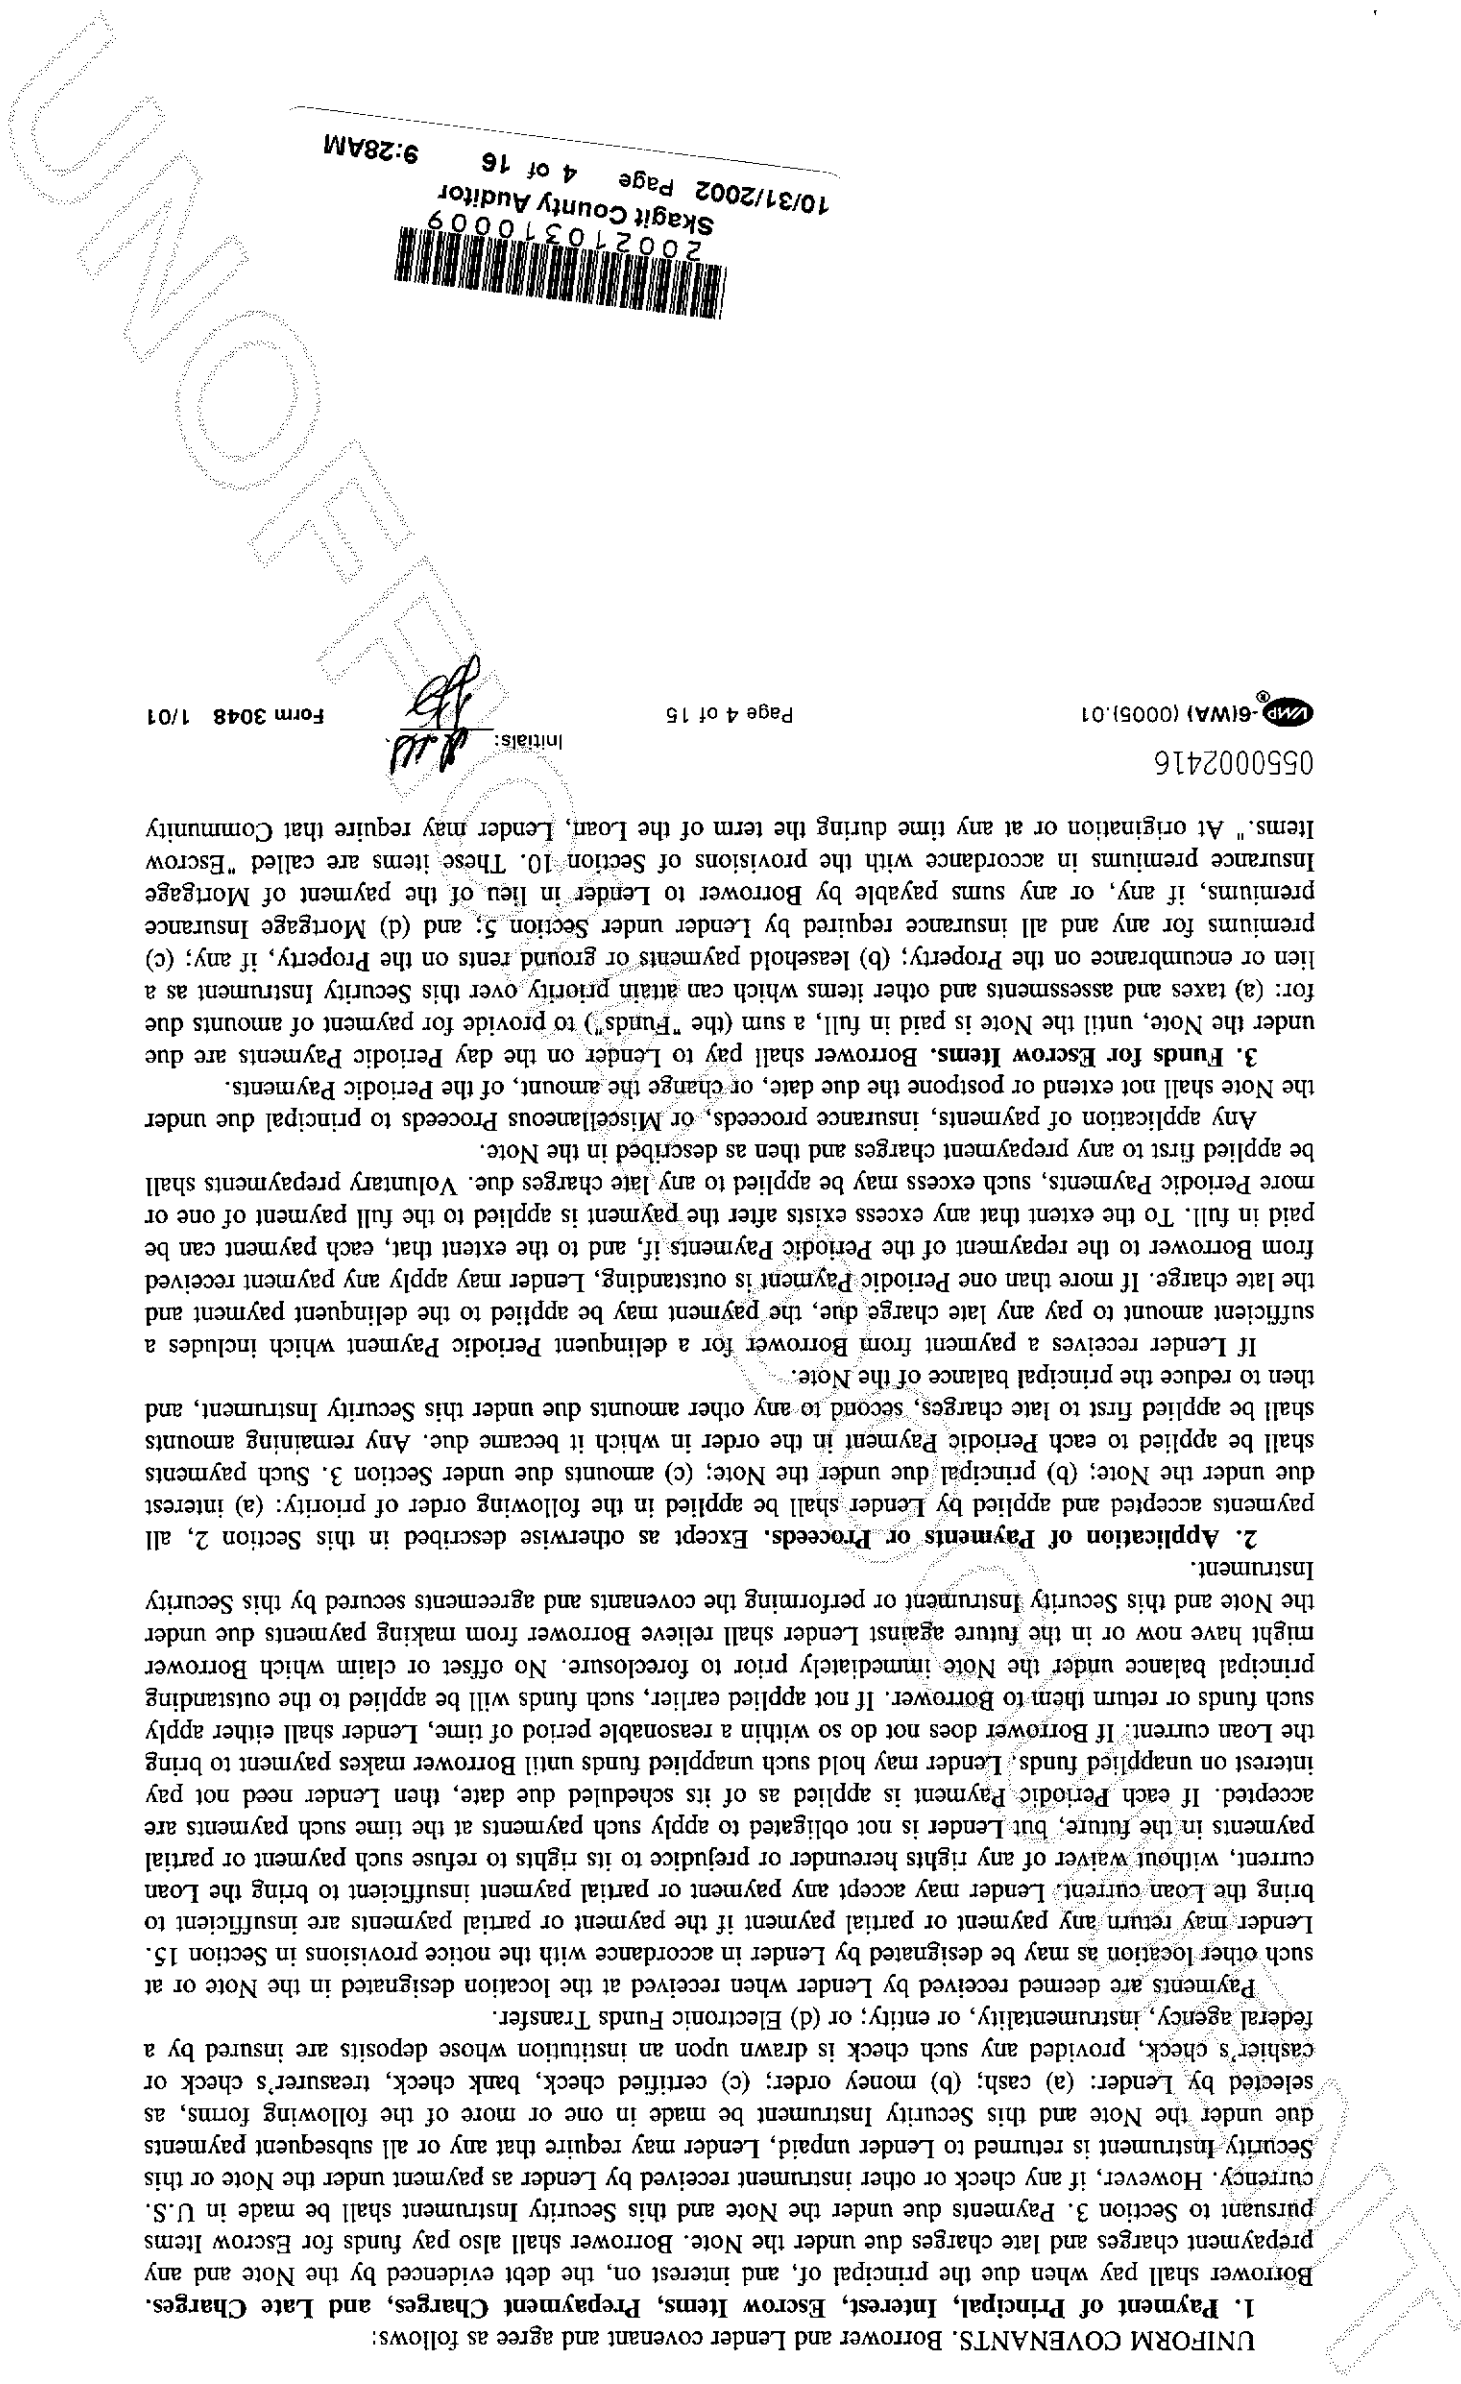 UNIFORM COVENANTS. Borrower and Lender covenant and agree as follows:
1. Payment of Principal, Interest, Escrow Items, Prepayment Charges, and Late Charges.
Borrower shall pay when due the principal of, and interest on, the debt evidenced by the Note and any
prepayment charges and late charges due under the Note. Borrower shall also pay funds for Escrow Items
pursuant to Section 3. Payments due under the Note and this Security Instrument shall be made in U.S.
currency. However, if any check or other instrument received by Lender as payment under the Note or this
Security Instrument is returned to Lender unpaid, Lender may require that any or all subsequent payments
due under the Note and this Security Instrument be made in one or more of the following forms, as
selected by Lender: (a) cash; (b) money order; (c) certified check, bank check, treasurer's check or
cashier's check, provided any such check is drawn upon an institution whose deposits are insured by a
federal agency, instrumentality, or entity; or (d) Electronic Funds Transfer.
Payments are deemed received by Lender when received at the location designated in the Note or at
such other location as may be designated by Lender in accordance with the notice provisions in Section 15.
Lender may return any payment or partial payment if the payment or partial payments are insufficient to
bring the Loan current. Lender may accept any payment or partial payment insufficient to bring the Loan
current, without waiver of any rights hereunder or prejudice to its rights to refuse such payment or partial
payments in the future, but Lender is not obligated to apply such payments at the time such payments are
accepted. If each Periodic Payment is applied as of its scheduled due date, then Lender need not pay
interest on unapplied funds. Lender may hold such unapplied funds until Borrower makes payment to bring
the Loan current. If Borrower does not do so within a reasonable period of time, Lender shall either apply
such funds or return them to Borrower. If not applied earlier, such funds will be applied to the outstanding
principal balance under the Note immediately prior to foreclosure. No offset or claim which Borrower
might have now or in the future against Lender shall relieve Borrower from making payments due under
the Note and this Security Instrument or performing the covenants and agreements secured by this Security
Instrument.
2. Application of Payments or Proceeds. Except as otherwise described in this Section 2, all
payments accepted and applied by Lender shall be applied in the following order of priority: (a) interest
due under the Note; (b) principal due under the Note; (c) amounts due under Section 3. Such payments
shall be applied to each Periodic Payment in the order in which it became due. Any remaining amounts
shall be applied first to late charges, second to any other amounts due under this Security Instrument, and
then to reduce the principal balance of the Note.
If Lender receives a payment from Borrower for a delinquent Periodic Payment which includes a
sufficient amount to pay any late charge due, the payment may be applied to the delinquent payment and
the late charge. If more than one Periodic Payment is outstanding, Lender may apply any payment received
from Borrower to the repayment of the Periodic Payments if, and to the extent that, each payment can be
paid in full. To the extent that any excess exists after the payment is applied to the full payment of one or
more Periodic Payments, such excess may be applied to any late charges due. Voluntary prepayments shall
be applied first to any prepayment charges and then as described in the Note.
Any application of payments, insurance proceeds, or Miscellaneous Proceeds to principal due under
the Note shall not extend or postpone the due date, or change the amount, of the Periodic Payments.
3. Funds for Escrow Items. Borrower shall pay to Lender on the day Periodic Payments are due
under the Note, until the Note is paid in full, a sum (the "Funds") to provide for payment of amounts due
for: (a) taxes and assessments and other items which can attain priority over this Security Instrument as a
lien or encumbrance on the Property; (b) leasehold payments or ground rents on the Property, if any; (c)
premiums for any and all insurance required by Lender under Section 5; and (d) Mortgage Insurance
premiums, if any, or any sums payable by Borrower to Lender in lieu of the payment of Mortgage
Insurance premiums in accordance with the provisions of Section 10. These items are called "Escrow
Items." At origination or at any time during the term of the Loan, Lender may require that Community
0550002416
Initials:
VMP®-6(WA) (0005).01 Page 4 of 15 Form 3048 1/01
200210310009
Skagit County Auditor
10/31/2002 Page 4 of 16 9:28AM
UNOFFICIAL DOCUMENT